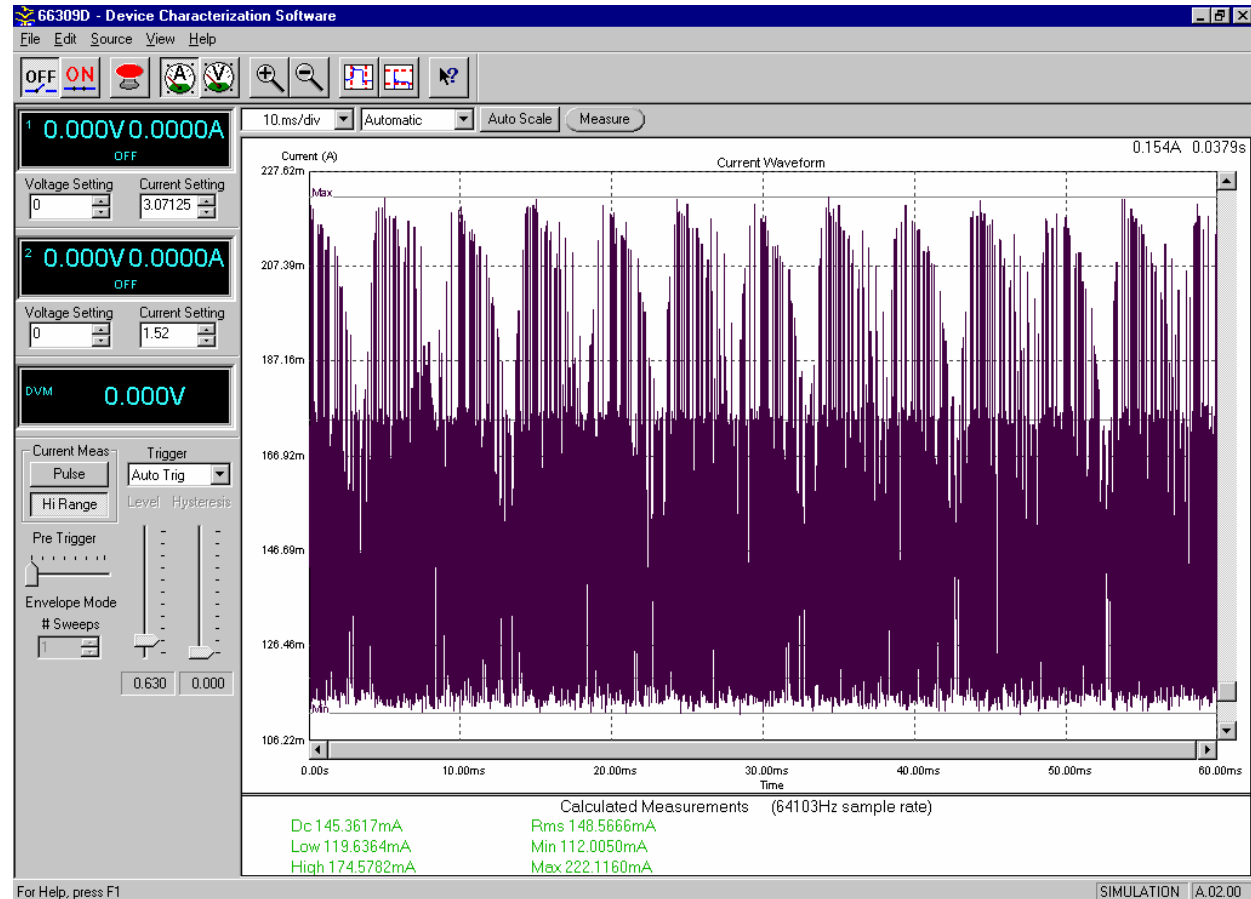 66309D - Device Characterization Software
File Edit Source View Help
OFF ON A V
1 0.000V 0.0000A
OFF
Voltage Setting Current Setting
0 3.07125
2 0.000V 0.0000A
OFF
Voltage Setting Current Setting
0 1.52
DVM 0.000V
Current Meas Trigger
Pulse Auto Trig
Hi Range Level Hysteresis
Pre Trigger
Envelope Mode
# Sweeps
1
0.630 0.000
10.ms/div Automatic Auto Scale Measure
0.154A 0.0379s
Current (A) Current Waveform
227.62m
Max
207.39m
187.16m
166.92m
146.69m
126.46m
Min
106.22m
0.00s 10.00ms 20.00ms 30.00ms 40.00ms 50.00ms 60.00ms
Time
Calculated Measurements (64103Hz sample rate)
Dc 145.3617mA Rms 148.5666mA
Low 119.6364mA Min 112.0050mA
High 174.5782mA Max 222.1160mA
For Help, press F1 SIMULATION A.02.00